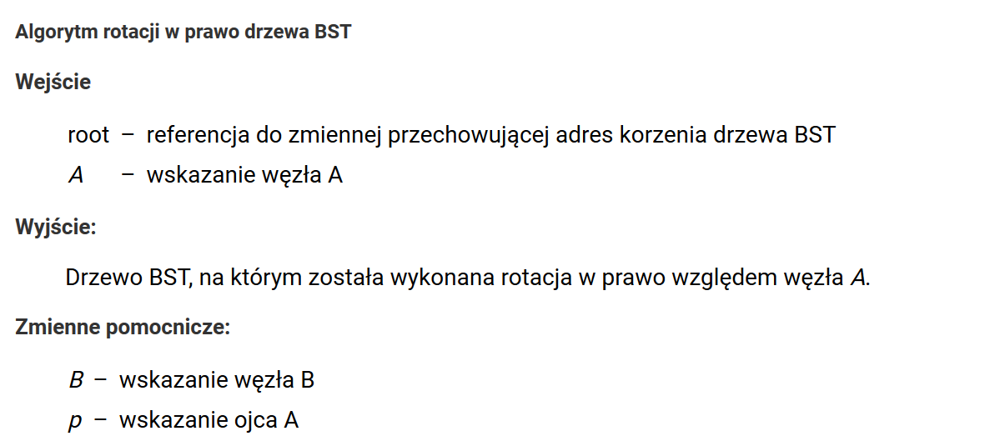 Algorytm rotacji w prawo drzewa BST
Wejście
root – referencja do zmiennej przechowującej adres korzenia drzewa BST
A – wskazanie węzła A
Wyjście:
Drzewo BST, na którym została wykonana rotacja w prawo względem węzła A.
Zmienne pomocnicze:
B – wskazanie węzła B
p – wskazanie ojca A